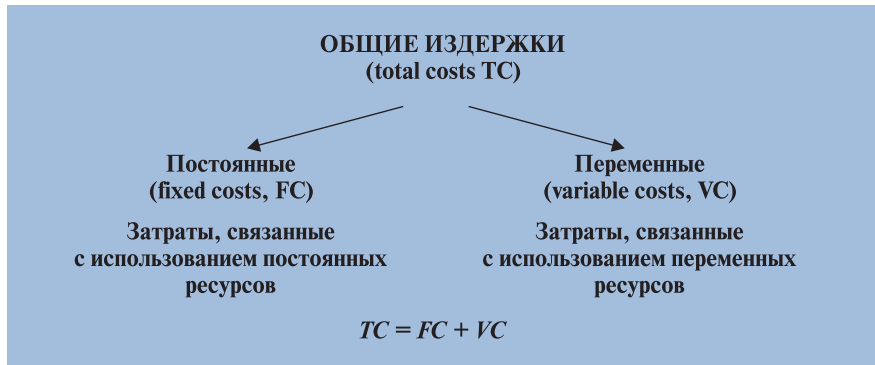 ОБЩИЕ ИЗДЕРЖКИ
(total costs TC)
Постоянные
(fixed costs, FC)
Затраты, связанные
с использованием постоянных
ресурсов
Переменные
(variable costs, VC)
Затраты, связанные
с использованием переменных
ресурсов
TC = FC + VC